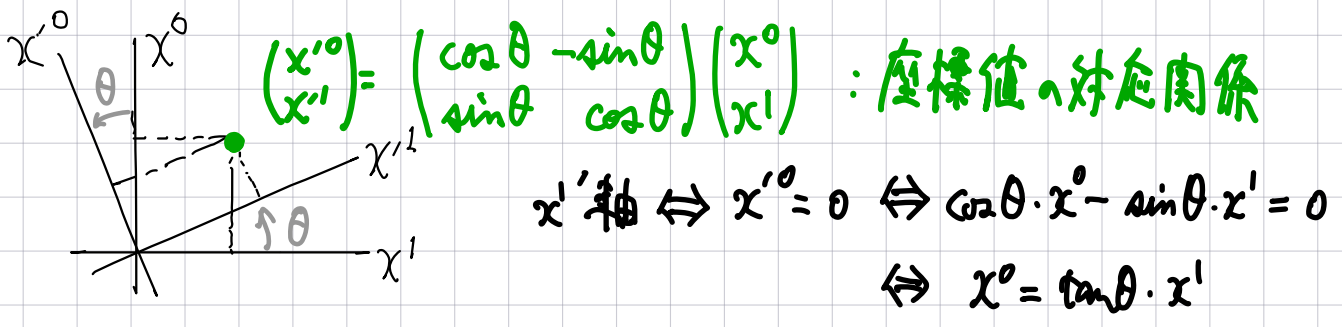 x'⁰ x⁰
θ
x'¹
θ
x¹
(x'⁰ x'¹) = (cosθ −sinθ sinθ cosθ)(x⁰ x¹) : 座標値の対応関係
x'¹軸 ⇔ x'⁰ = 0 ⇔ cosθ・x⁰ − sinθ・x¹ = 0
⇔ x⁰ = tanθ・x¹